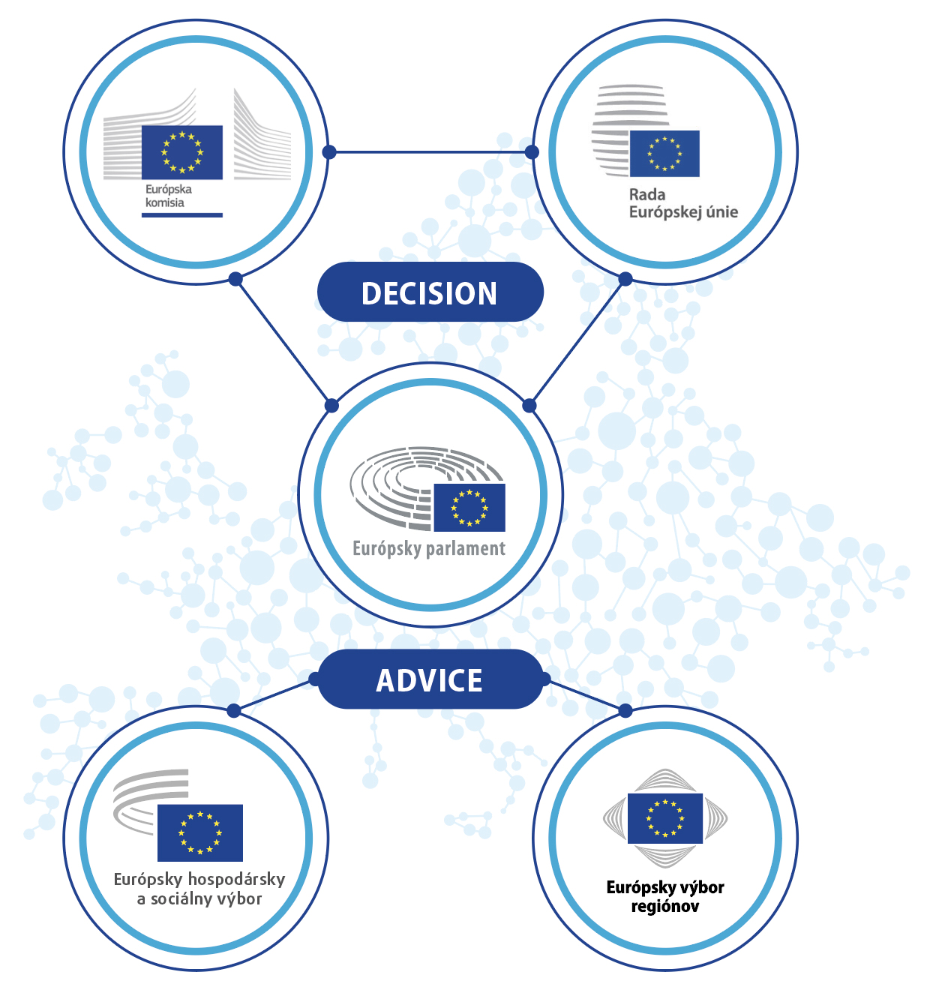 Európska
komisia
Rada
Európskej únie
DECISION
Európsky parlament
ADVICE
Európsky hospodársky
a sociálny výbor
Európsky výbor
regiónov